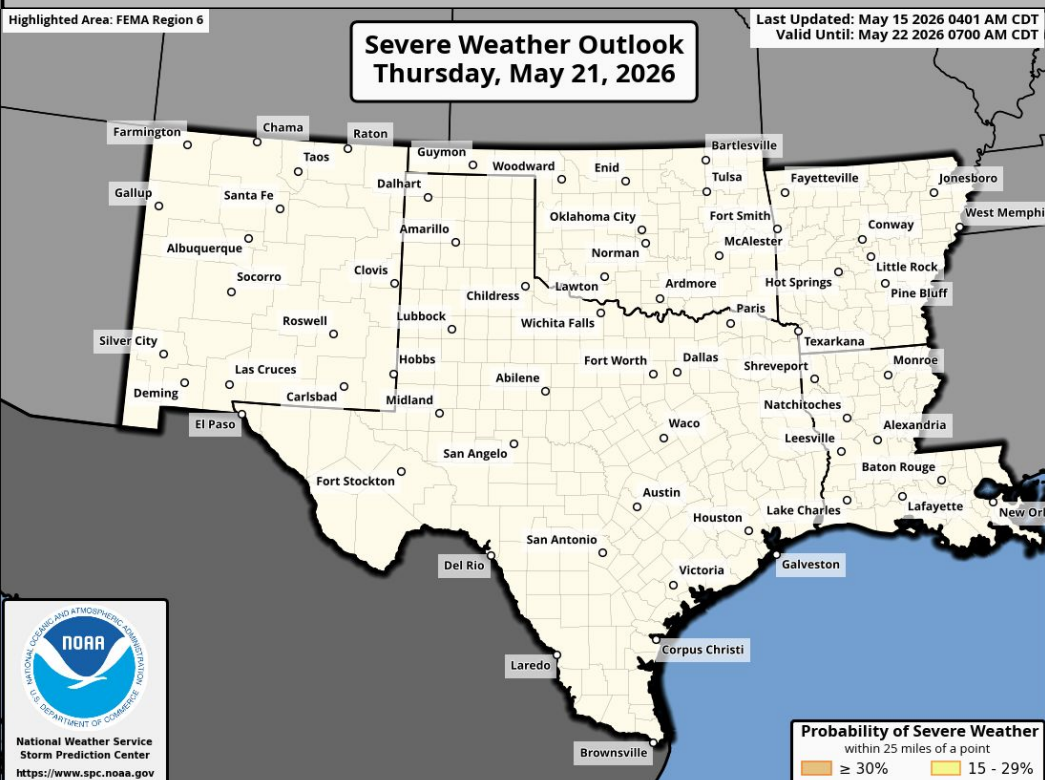 Highlighted Area: FEMA Region 6
Severe Weather Outlook
Thursday, May 21, 2026
Last Updated: May 15 2026 0401 AM CDT
Valid Until: May 22 2026 0700 AM CDT
Farmington
Chama
Raton
Taos
Guymon
Woodward
Enid
Bartlesville
Tulsa
Fayetteville
Jonesboro
Gallup
Santa Fe
Dalhart
Oklahoma City
Fort Smith
Conway
West Memphi
Albuquerque
Amarillo
Norman
McAlester
Socorro
Clovis
Childress
Lawton
Ardmore
Hot Springs
Little Rock
Pine Bluff
Roswell
Lubbock
Wichita Falls
Paris
Texarkana
Silver City
Las Cruces
Hobbs
Fort Worth
Dallas
Shreveport
Monroe
Deming
Carlsbad
Midland
Abilene
Natchitoches
El Paso
Waco
Leesville
Alexandria
San Angelo
Fort Stockton
Baton Rouge
Austin
Houston
Lake Charles
Lafayette
New Orl
San Antonio
Del Rio
Galveston
Victoria
Corpus Christi
Laredo
Brownsville
NATIONAL OCEANIC AND ATMOSPHERIC ADMINISTRATION
NOAA
U.S. DEPARTMENT OF COMMERCE
National Weather Service
Storm Prediction Center
https://www.spc.noaa.gov
Probability of Severe Weather
within 25 miles of a point
≥ 30%
15 - 29%